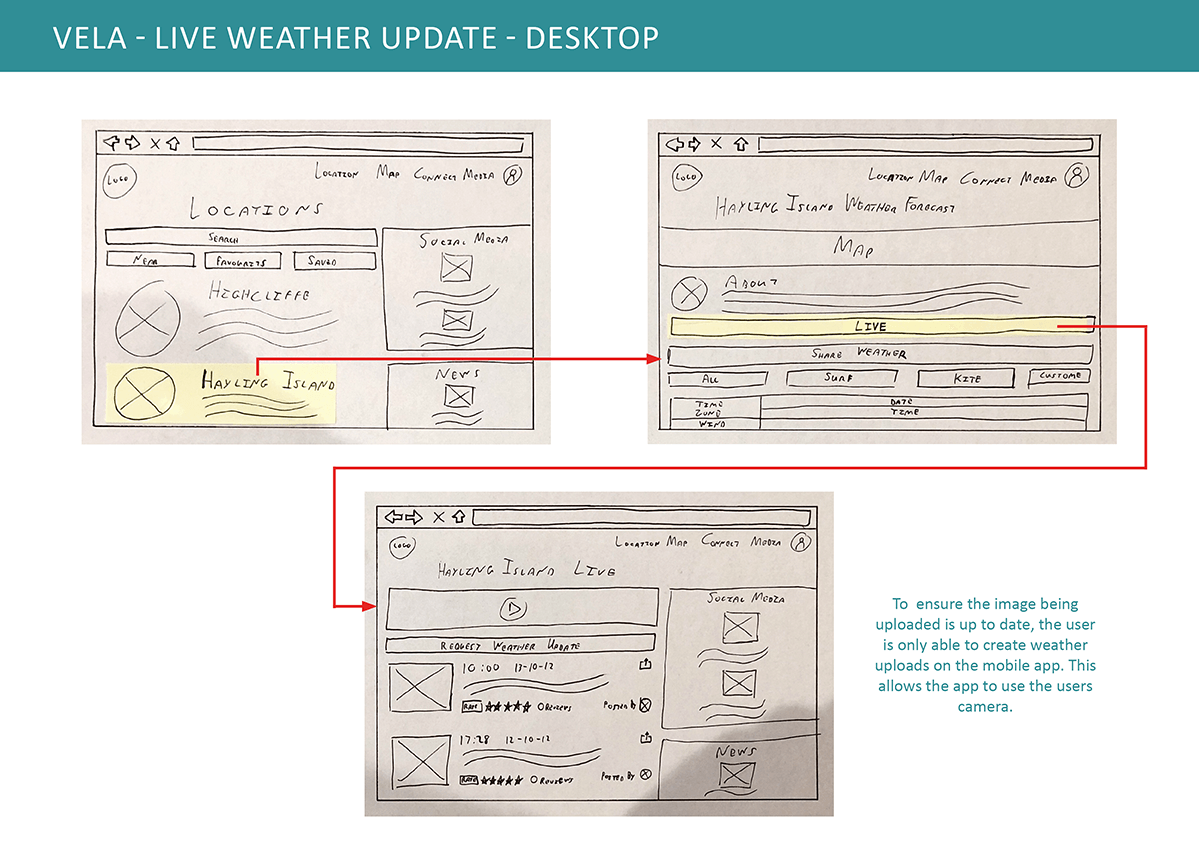 VELA - LIVE WEATHER UPDATE - DESKTOP
LOGO
LOCATION MAP CONNECT MEDIA
LOCATIONS
SEARCH
NEAR FAVOURITS SAVED
HIGHCLIFFE
HAYLING ISLAND
SOCIAL MEDIA
NEWS
LOGO
LOCATION MAP CONNECT MEDIA
HAYLING ISLAND WEATHER FORECAST
MAP
ABOUT
LIVE
SHARE WEATHER
ALL SURF KITE CUSTOME
TIME ZONE DATE
TIME
WIND
LOGO
LOCATION MAP CONNECT MEDIA
HAYLING ISLAND LIVE
REQUEST WEATHER UPDATE
10:00 13-10-12
RATE 0 REVIEWS POSTED b
17:28 12-10-12
RATE 0 REVIEWS POSTED BY
SOCIAL MEDIA
NEWS
To ensure the image being
uploaded is up to date, the user
is only able to create weather
uploads on the mobile app. This
allows the app to use the users
camera.